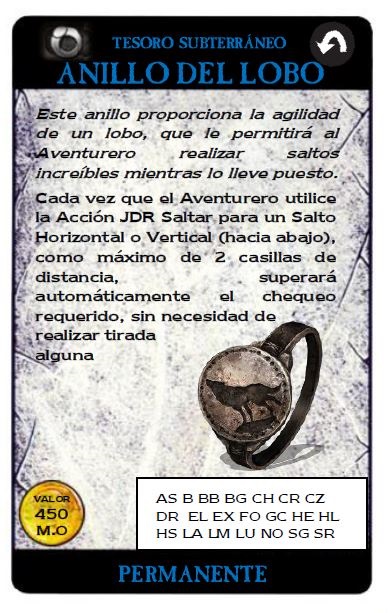 TESORO SUBTERRÁNEO
ANILLO DEL LOBO
Este anillo proporciona la agilidad
de un lobo, que le permitirá al
Aventurero realizar saltos
increíbles mientras lo lleve puesto.
Cada vez que el Aventurero utilice
la Acción JDR Saltar para un Salto
Horizontal o Vertical (hacia abajo),
como máximo de 2 casillas de
distancia, superará
automáticamente el chequeo
requerido, sin necesidad de
realizar tirada
alguna
VALOR
450
M.O
AS B BB BG CH CR CZ
DR EL EX FO GC HE HL
HS LA LM LU NO SG SR
PERMANENTE